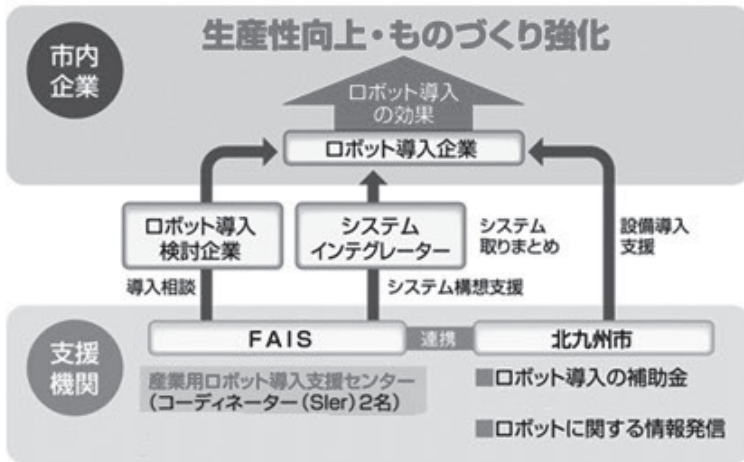 市内
企業
生産性向上・ものづくり強化
ロボット導入
の効果
ロボット導入企業
ロボット導入
検討企業
システム
インテグレーター
システム
取りまとめ
設備導入
支援
導入相談
システム構想支援
支援
機関
FAIS
連携
北九州市
産業用ロボット導入支援センター
(コーディネーター(SIer)2名)
■ロボット導入の補助金
■ロボットに関する情報発信